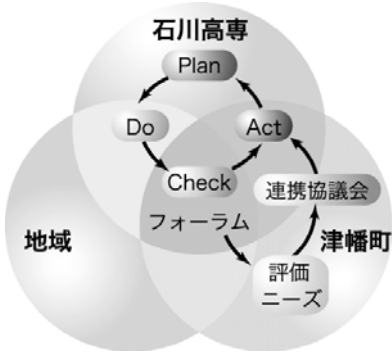 石川高専
Plan
Do
Act
Check
連携協議会
フォーラム
地域
津幡町
評価
ニーズ